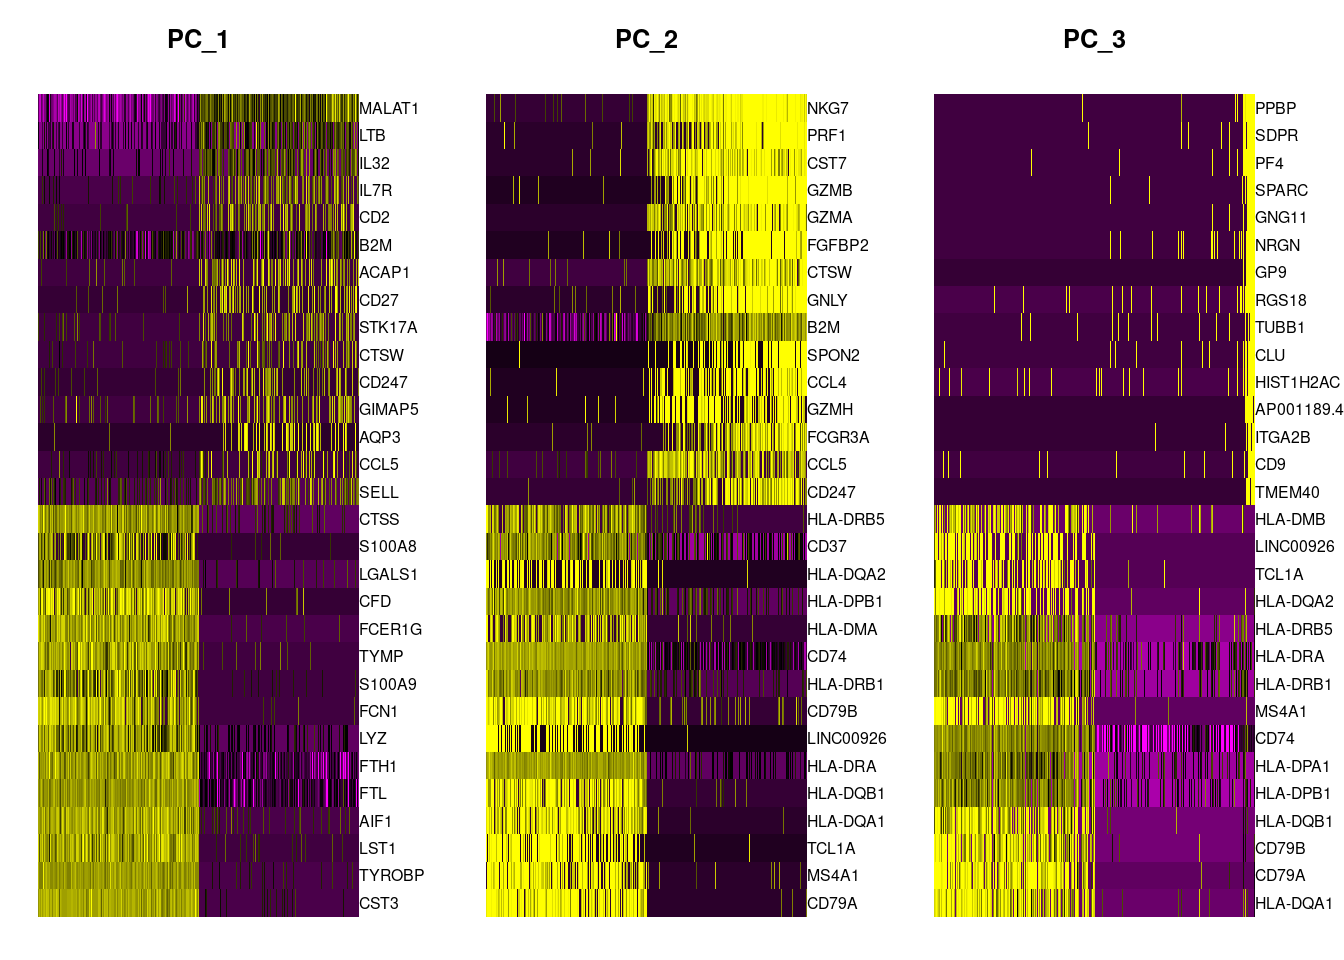 PC_1
MALAT1
LTB
IL32
IL7R
CD2
B2M
ACAP1
CD27
STK17A
CTSW
CD247
GIMAP5
AQP3
CCL5
SELL
CTSS
S100A8
LGALS1
CFD
FCER1G
TYMP
S100A9
FCN1
LYZ
FTH1
FTL
AIF1
LST1
TYROBP
CST3
PC_2
NKG7
PRF1
CST7
GZMB
GZMA
FGFBP2
CTSW
GNLY
B2M
SPON2
CCL4
GZMH
FCGR3A
CCL5
CD247
HLA-DRB5
CD37
HLA-DQA2
HLA-DPB1
HLA-DMA
CD74
HLA-DRB1
CD79B
LINC00926
HLA-DRA
HLA-DQB1
HLA-DQA1
TCL1A
MS4A1
CD79A
PC_3
PPBP
SDPR
PF4
SPARC
GNG11
NRGN
GP9
RGS18
TUBB1
CLU
HIST1H2AC
AP001189.4
ITGA2B
CD9
TMEM40
HLA-DMB
LINC00926
TCL1A
HLA-DQA2
HLA-DRB5
HLA-DRA
HLA-DRB1
MS4A1
CD74
HLA-DPA1
HLA-DPB1
HLA-DQB1
CD79B
CD79A
HLA-DQA1